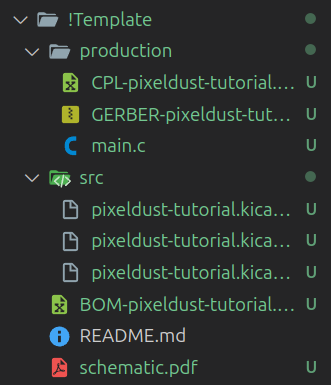 !Template
production
CPL-pixeldust-tutorial.... U
GERBER-pixeldust-tut... U
main.c U
src
pixeldust-tutorial.kica... U
pixeldust-tutorial.kica... U
pixeldust-tutorial.kica... U
BOM-pixeldust-tutorial.... U
README.md
schematic.pdf U